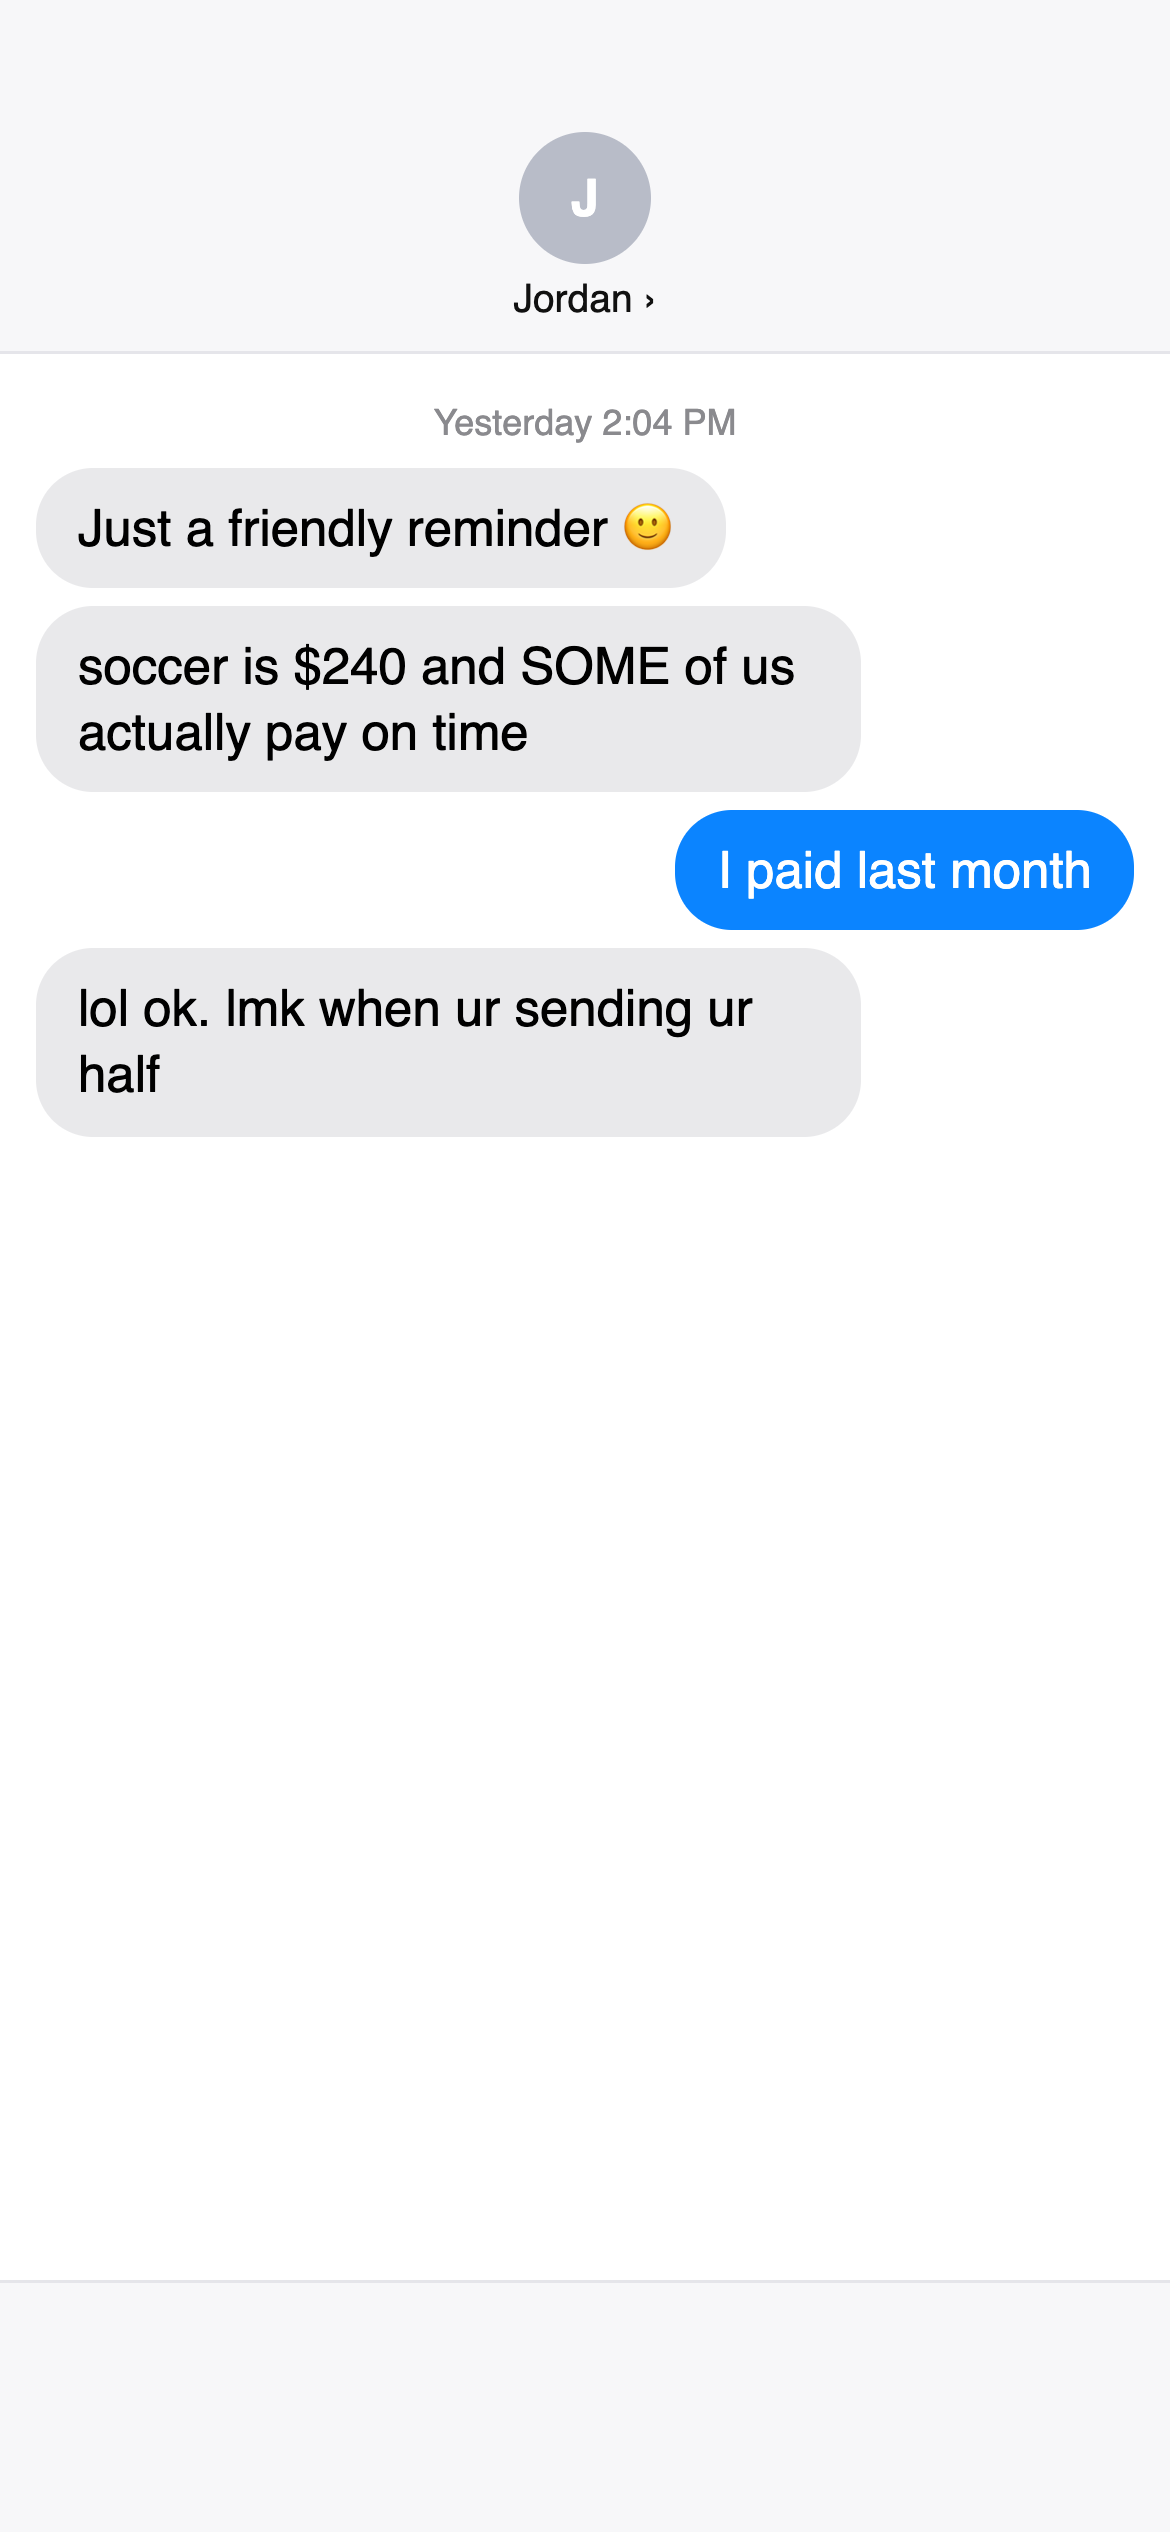 J
Jordan ›
Yesterday 2:04 PM
Just a friendly reminder 🙂
soccer is $240 and SOME of us
actually pay on time
I paid last month
lol ok. lmk when ur sending ur
half